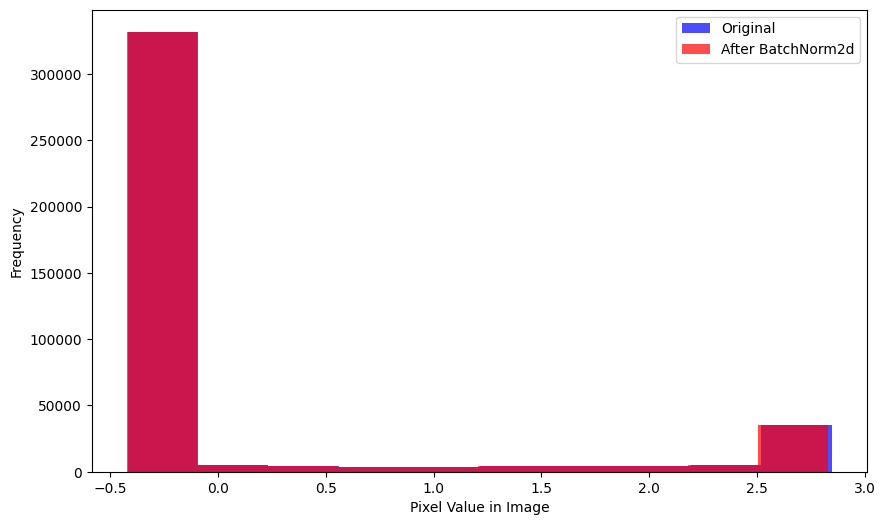 Original
After BatchNorm2d
300000
250000
200000
150000
100000
50000
0
Frequency
−0.5 0.0 0.5 1.0 1.5 2.0 2.5 3.0
Pixel Value in Image